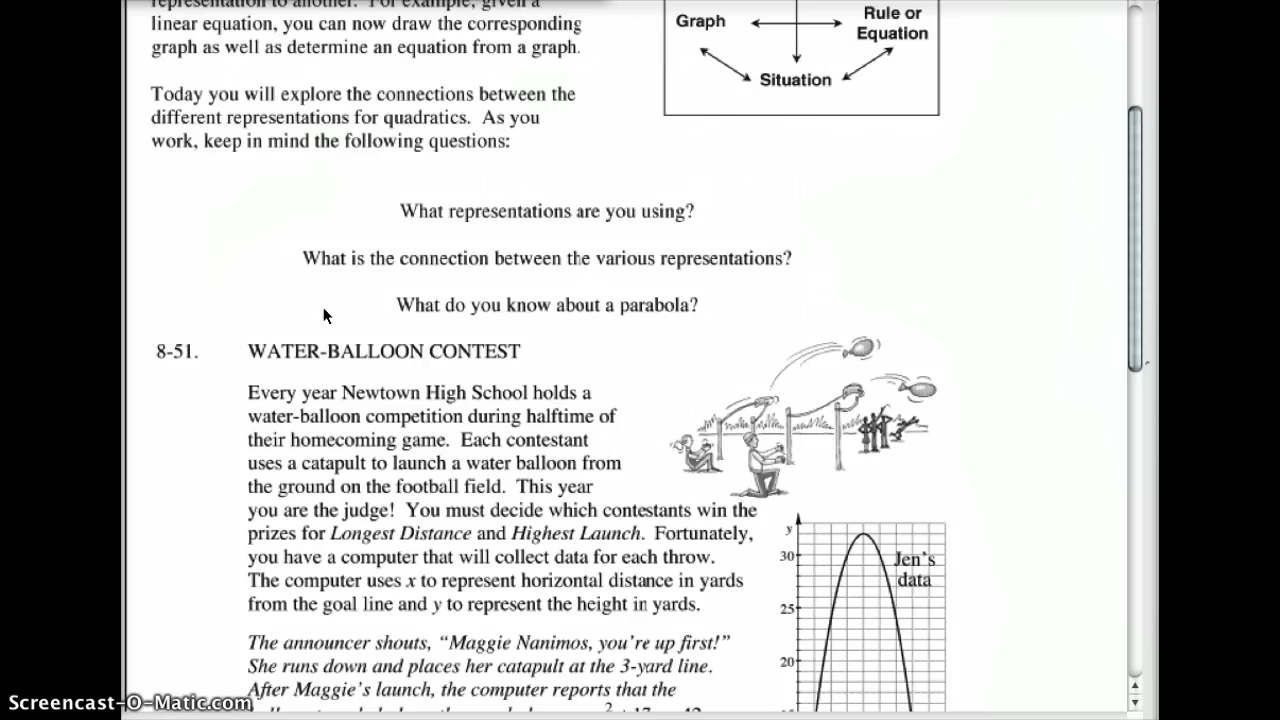 representation to another. For example, given a
linear equation, you can now draw the corresponding
graph as well as determine an equation from a graph.
Graph
Rule or
Equation
Situation
Today you will explore the connections between the
different representations for quadratics. As you
work, keep in mind the following questions:
What representations are you using?
What is the connection between the various representations?
What do you know about a parabola?
8-51. WATER-BALLOON CONTEST
Every year Newtown High School holds a
water-balloon competition during halftime of
their homecoming game. Each contestant
uses a catapult to launch a water balloon from
the ground on the football field. This year
you are the judge! You must decide which contestants win the
prizes for Longest Distance and Highest Launch. Fortunately,
you have a computer that will collect data for each throw.
The computer uses x to represent horizontal distance in yards
from the goal line and y to represent the height in yards.
The announcer shouts, “Maggie Nanimos, you’re up first!”
She runs down and places her catapult at the 3-yard line.
After Maggie’s launch, the computer reports that the
y
30
25
20
Jen's
data
Screencast-O-Matic.com